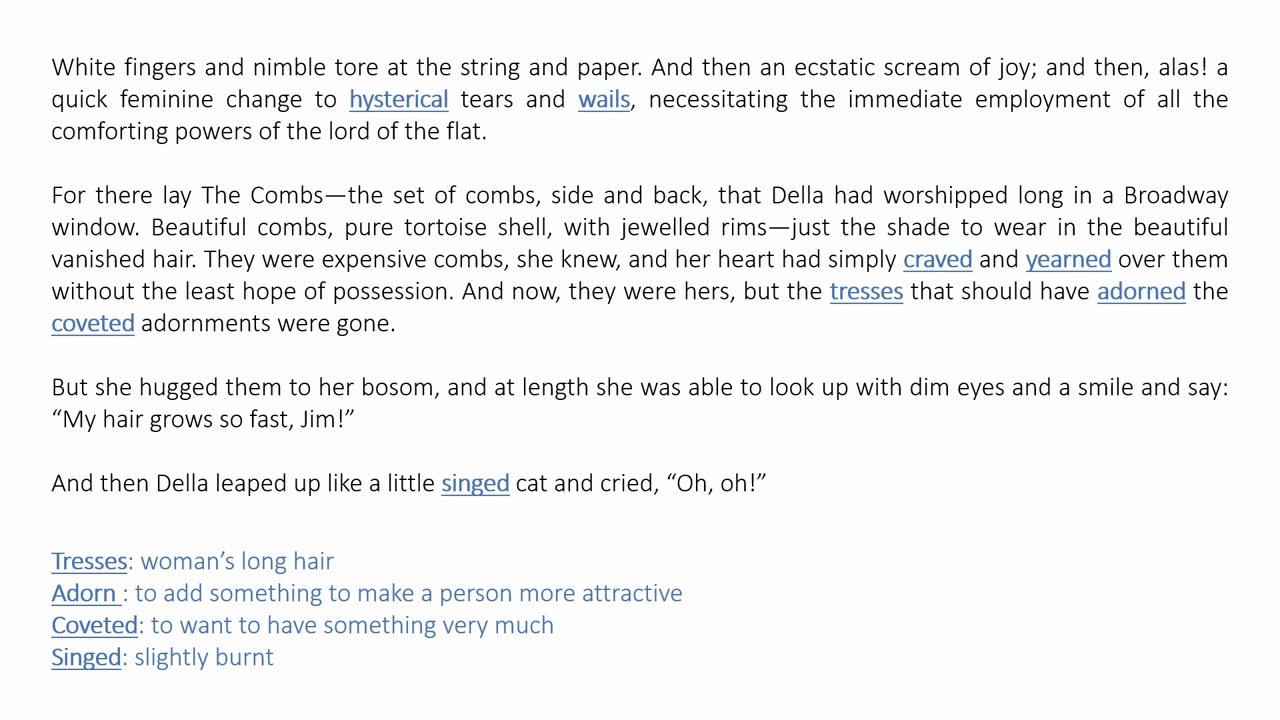 White fingers and nimble tore at the string and paper. And then an ecstatic scream of joy; and then, alas! a
quick feminine change to hysterical tears and wails, necessitating the immediate employment of all the
comforting powers of the lord of the flat.
For there lay The Combs—the set of combs, side and back, that Della had worshipped long in a Broadway
window. Beautiful combs, pure tortoise shell, with jewelled rims—just the shade to wear in the beautiful
vanished hair. They were expensive combs, she knew, and her heart had simply craved and yearned over them
without the least hope of possession. And now, they were hers, but the tresses that should have adorned the
coveted adornments were gone.
But she hugged them to her bosom, and at length she was able to look up with dim eyes and a smile and say:
“My hair grows so fast, Jim!”
And then Della leaped up like a little singed cat and cried, “Oh, oh!”
Tresses: woman’s long hair
Adorn : to add something to make a person more attractive
Coveted: to want to have something very much
Singed: slightly burnt